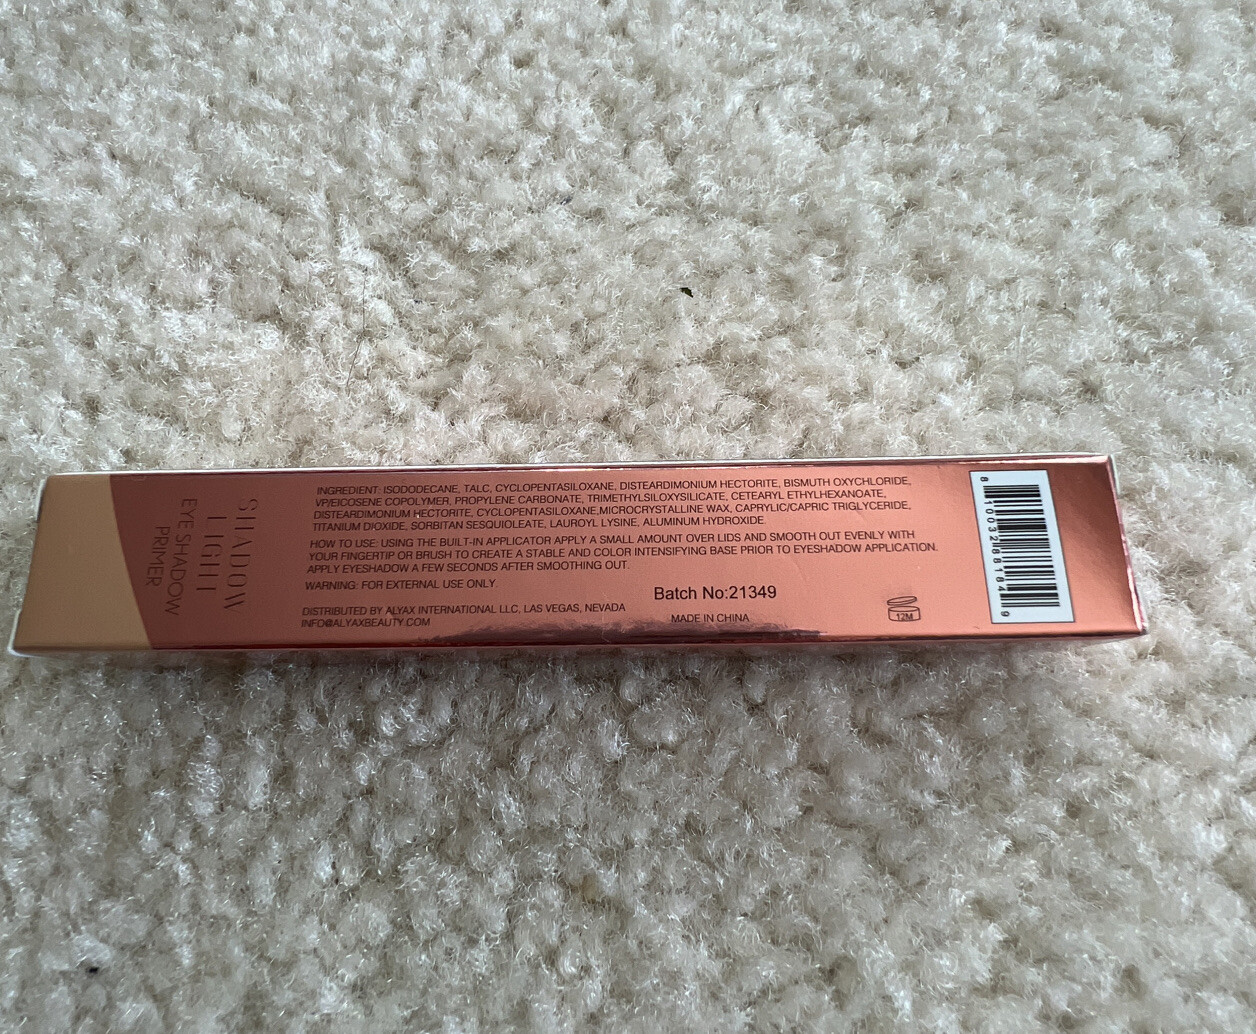 SHADOW
LIGHT
EYE SHADOW
PRIMER
INGREDIENT: ISODODECANE, TALC, CYCLOPENTASILOXANE, DISTEARDIMONIUM HECTORITE, BISMUTH OXYCHLORIDE,
VP/EICOSENE COPOLYMER, PROPYLENE CARBONATE, TRIMETHYLSILOXYSILICATE, CETEARYL ETHYLHEXANOATE,
DISTEARDIMONIUM HECTORITE, CYCLOPENTASILOXANE,MICROCRYSTALLINE WAX, CAPRYLIC/CAPRIC TRIGLYCERIDE,
TITANIUM DIOXIDE, SORBITAN SESQUIOLEATE, LAUROYL LYSINE, ALUMINUM HYDROXIDE.
HOW TO USE: USING THE BUILT-IN APPLICATOR APPLY A SMALL AMOUNT OVER LIDS AND SMOOTH OUT EVENLY WITH
YOUR FINGERTIP OR BRUSH TO CREATE A STABLE AND COLOR INTENSIFYING BASE PRIOR TO EYESHADOW APPLICATION.
APPLY EYESHADOW A FEW SECONDS AFTER SMOOTHING OUT.
WARNING: FOR EXTERNAL USE ONLY.
DISTRIBUTED BY ALYAX INTERNATIONAL LLC, LAS VEGAS, NEVADA
INFO@ALYAXBEAUTY.COM
Batch No:21349
MADE IN CHINA
12M
8 10032 88184 9